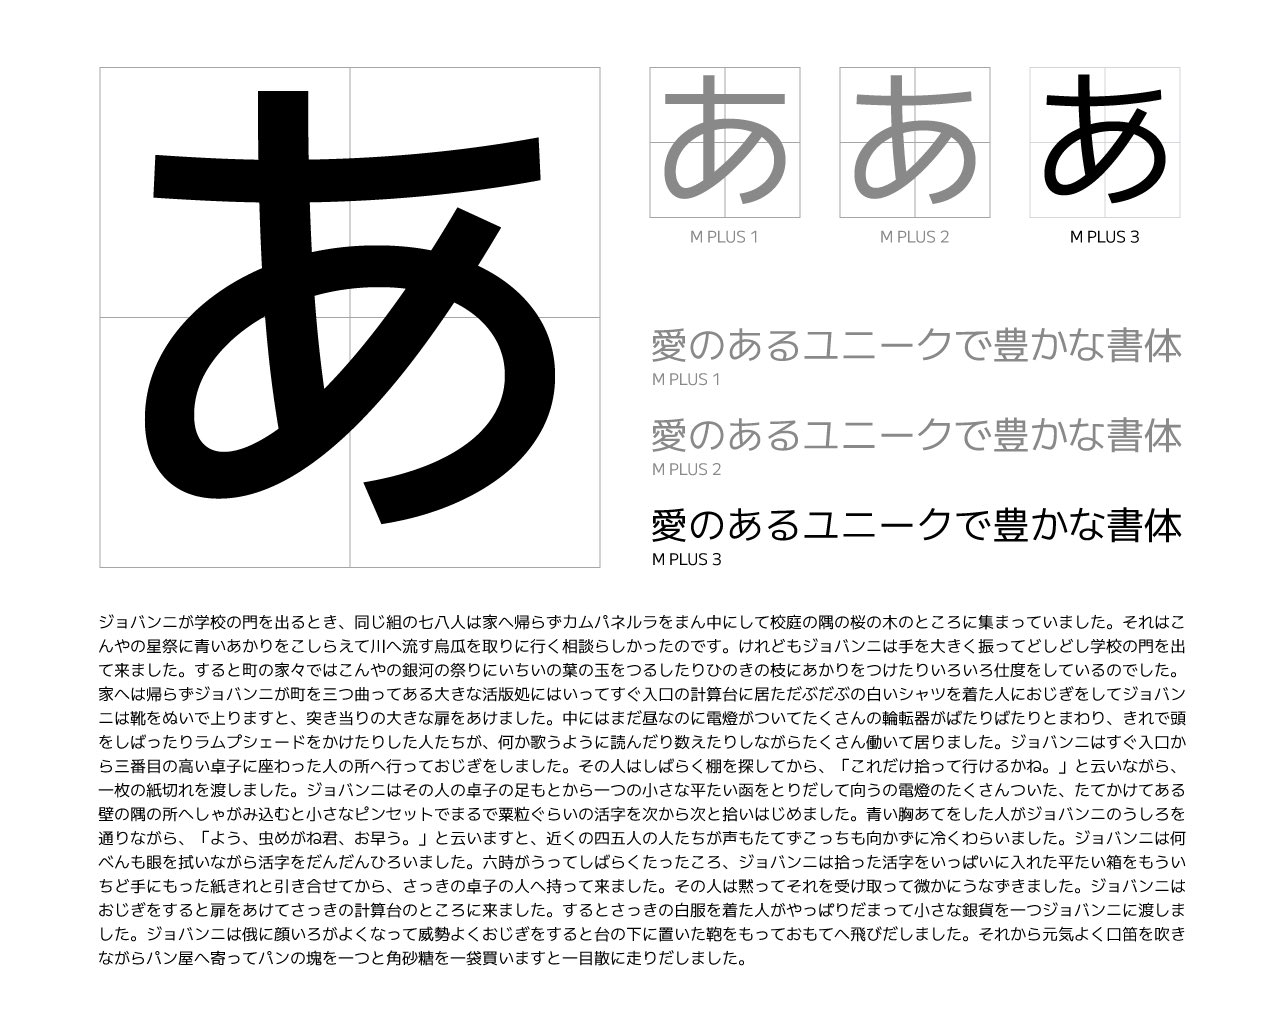 あ
あ
あ
あ
M PLUS 1
M PLUS 2
M PLUS 3
愛のあるユニークで豊かな書体
M PLUS 1
愛のあるユニークで豊かな書体
M PLUS 2
愛のあるユニークで豊かな書体
M PLUS 3
ジョバンニが学校の門を出るとき、同じ組の七八人は家へ帰らずカムパネルラをまん中にして校庭の隅の桜の木のところに集まっていました。それはこ
んやの星祭に青いあかりをこしらえて川へ流す烏瓜を取りに行く相談らしかったのです。けれどもジョバンニは手を大きく振ってどしどし学校の門を出
て来ました。すると町の家々ではこんやの銀河の祭りにいちいの葉の玉をつるしたりひのきの枝にあかりをつけたりいろいろ仕度をしているのでした。
家へは帰らずジョバンニが町を三つ曲ってある大きな活版処にはいってすぐ入口の計算台に居ただぶだぶの白いシャツを着た人におじぎをしてジョバン
ニは靴をぬいで上りますと、突き当りの大きな扉をあけました。中にはまだ昼なのに電燈がついてたくさんの輪転器がばたりばたりとまわり、きれで頭
をしばったりラムプシェードをかけたりした人たちが、何か歌うように読んだり数えたりしながらたくさん働いて居りました。ジョバンニはすぐ入口か
ら三番目の高い卓子に座わった人の所へ行っておじぎをしました。その人はしばらく棚を探してから、「これだけ拾って行けるかね。」と云いながら、
一枚の紙切れを渡しました。ジョバンニはその人の卓子の足もとから一つの小さな平たい函をとりだして向うの電燈のたくさんついた、たてかけてある
壁の隅の所へしゃがみ込むと小さなピンセットでまるで粟粒ぐらいの活字を次から次と拾いはじめました。青い胸あてをした人がジョバンニのうしろを
通りながら、「よう、虫めがね君、お早う。」と云いますと、近くの四五人の人たちが声もたてずこっちも向かずに冷くわらいました。ジョバンニは何
べんも眼を拭いながら活字をだんだんひろいました。六時がうってしばらくたったころ、ジョバンニは拾った活字をいっぱいに入れた平たい箱をもうい
ちど手にもった紙きれと引き合せてから、さっきの卓子の人へ持って来ました。その人は黙ってそれを受け取って微かにうなずきました。ジョバンニは
おじぎをすると扉をあけてさっきの計算台のところに来ました。するとさっきの白服を着た人がやっぱりだまって小さな銀貨を一つジョバンニに渡しま
した。ジョバンニは俄に顔いろがよくなって威勢よくおじぎをすると台の下に置いた鞄をもっておもてへ飛びだしました。それから元気よく口笛を吹き
ながらパン屋へ寄ってパンの塊を一つと角砂糖を一袋買いますと一目散に走りだしました。